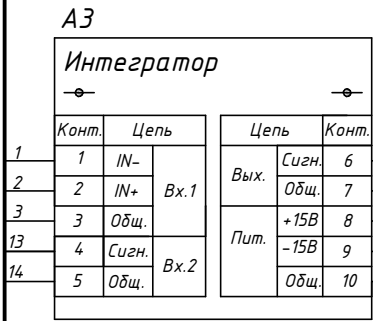 А3
Интегратор
Конт. Цепь Цепь Конт.
1 1 IN– Вх.1 Вых. Сигн. 6
2 2 IN+ Общ. 7
3 3 Общ. Пит. +15В 8
13 4 Сигн. Вх.2 –15В 9
14 5 Общ. Общ. 10